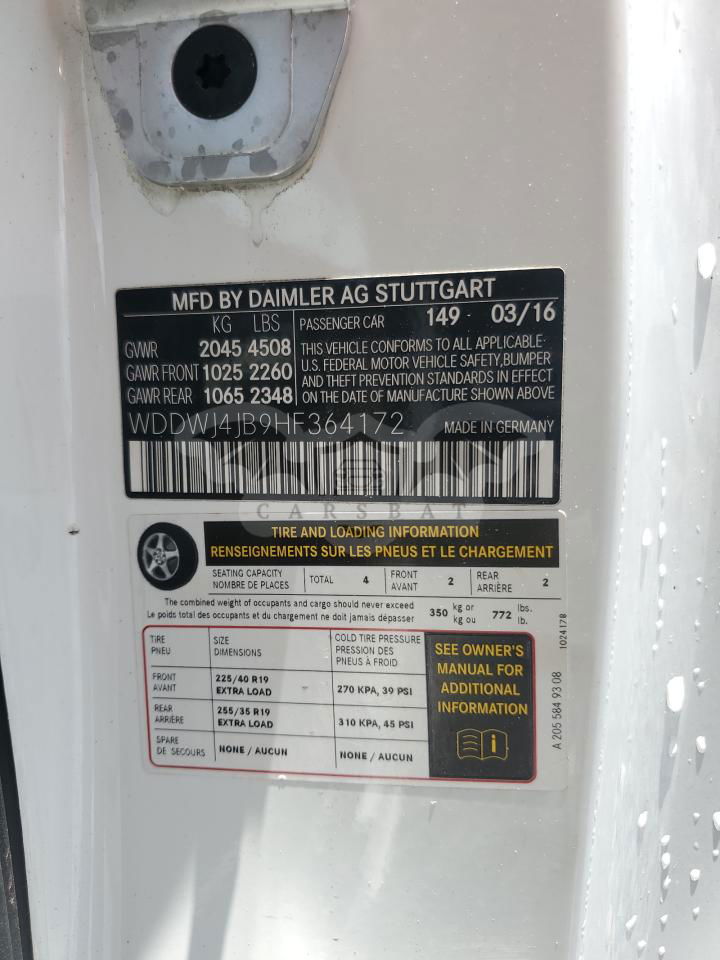 MFD BY DAIMLER AG STUTTGART
KG LBS PASSENGER CAR 149 03/16
GVWR 2045 4508
GAWR FRONT 1025 2260
GAWR REAR 1065 2348
THIS VEHICLE CONFORMS TO ALL APPLICABLE
U.S. FEDERAL MOTOR VEHICLE SAFETY, BUMPER
AND THEFT PREVENTION STANDARDS IN EFFECT
ON THE DATE OF MANUFACTURE SHOWN ABOVE
WDDWJ4JB9HF364172 MADE IN GERMANY
CARSBAT
TIRE AND LOADING INFORMATION
RENSEIGNEMENTS SUR LES PNEUS ET LE CHARGEMENT
SEATING CAPACITY
NOMBRE DE PLACES
TOTAL 4
FRONT
AVANT
2
REAR
ARRIÈRE
2
The combined weight of occupants and cargo should never exceed
Le poids total des occupants et du chargement ne doit jamais dépasser
350 kg or
kg ou
772 lbs.
lb.
TIRE
PNEU
SIZE
DIMENSIONS
COLD TIRE PRESSURE
PRESSION DES
PNEUS À FROID
FRONT
AVANT
225/40 R19
EXTRA LOAD
270 KPA, 39 PSI
REAR
ARRIÈRE
255/35 R19
EXTRA LOAD
310 KPA, 45 PSI
SPARE
DE SECOURS
NONE / AUCUN
NONE / AUCUN
SEE OWNER'S
MANUAL FOR
ADDITIONAL
INFORMATION
i
A 205 584 93 08
1024178